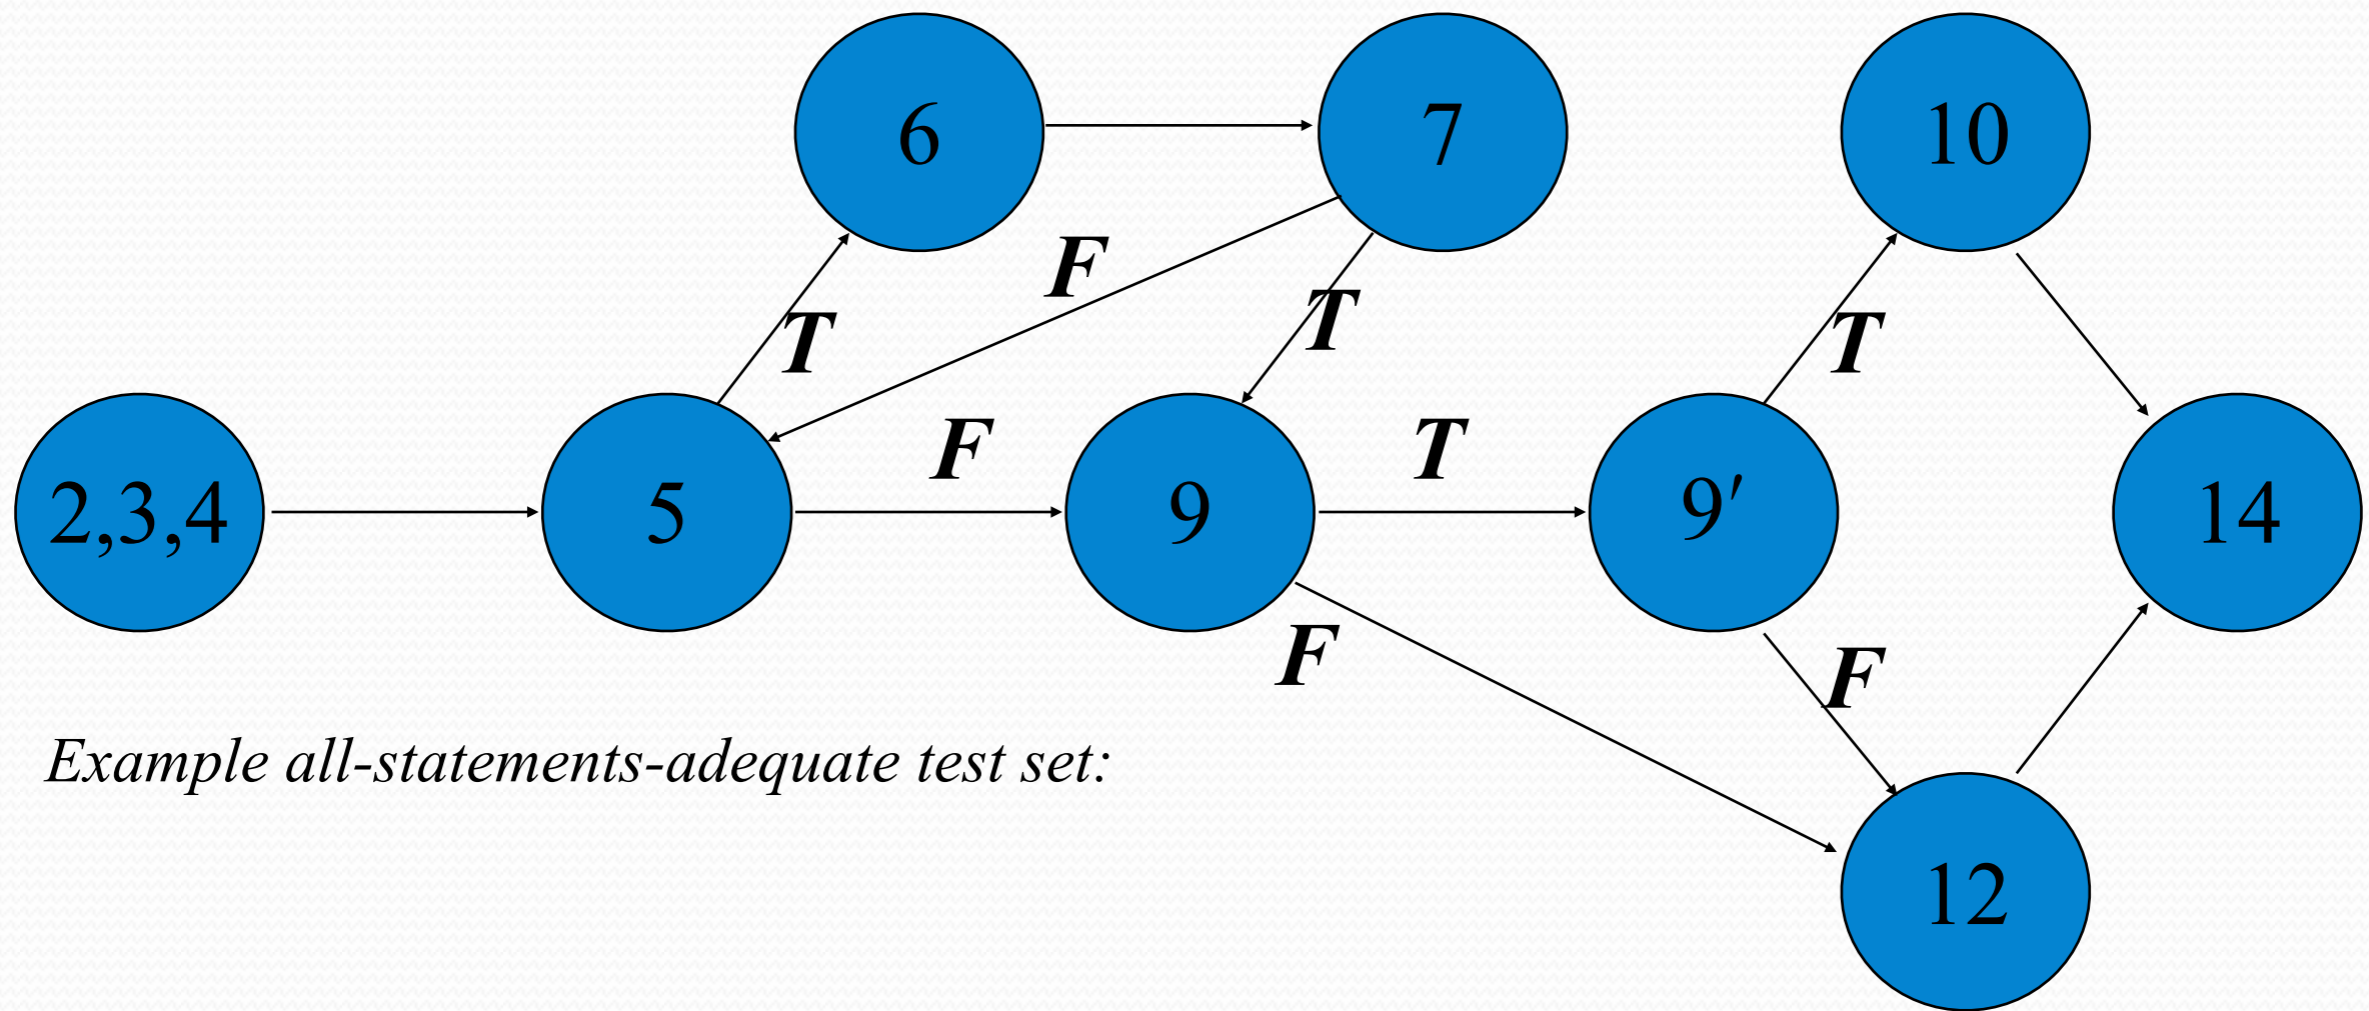 6
7
10
F
T
T
T
F
T
2,3,4
5
9
9′
14
F
F
Example all-statements-adequate test set:
12